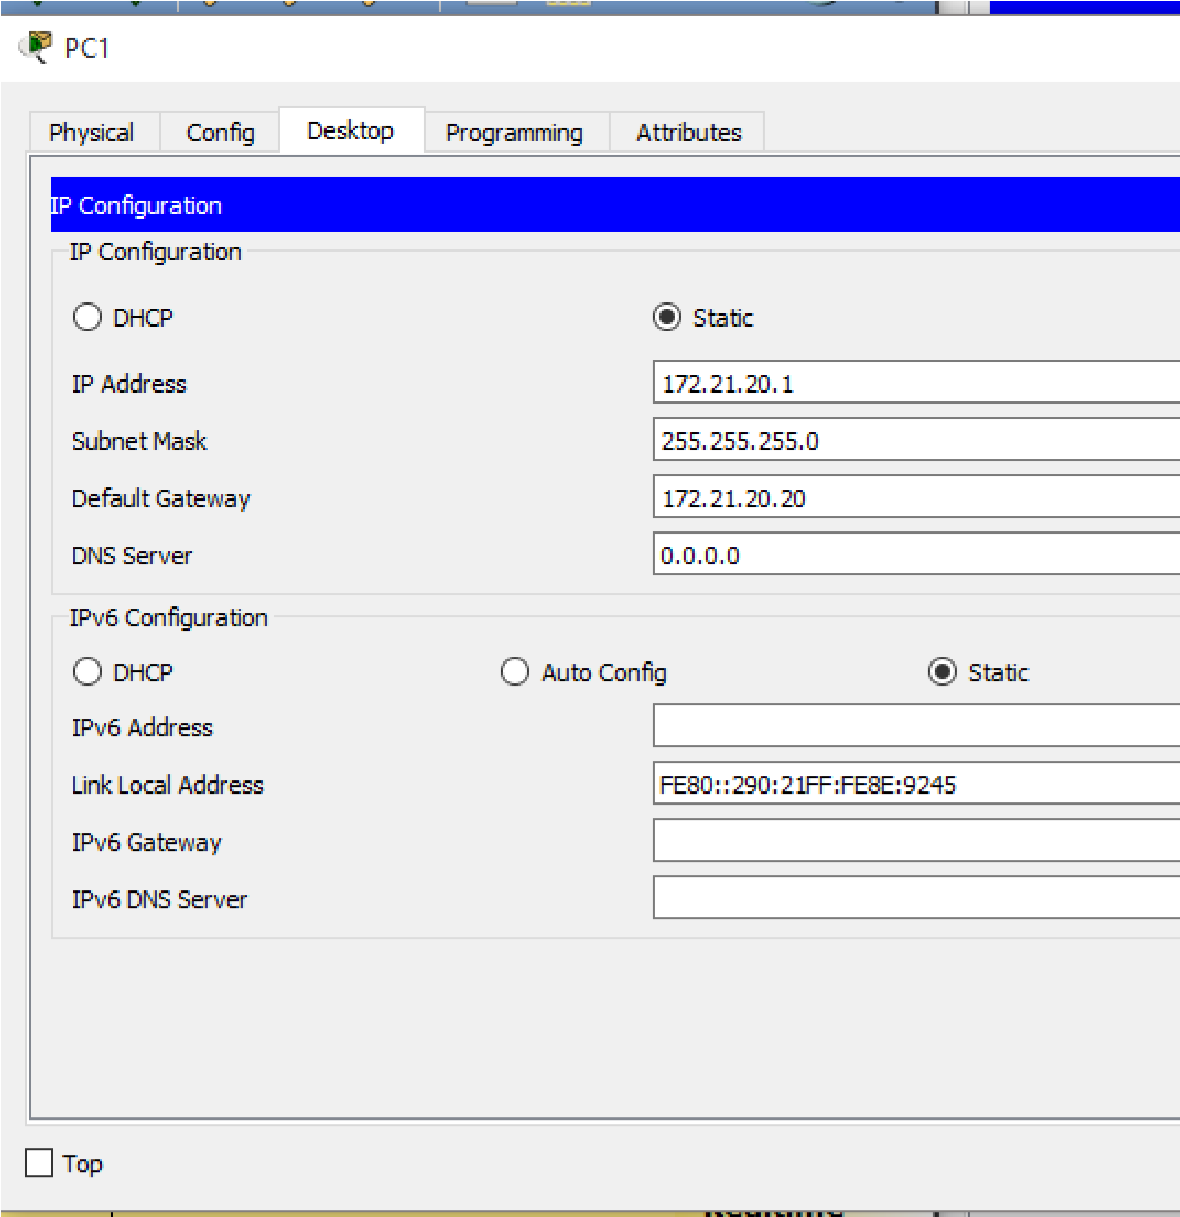 PC1
Physical Config Desktop Programming Attributes
IP Configuration
IP Configuration
DHCP Static
IP Address 172.21.20.1
Subnet Mask 255.255.255.0
Default Gateway 172.21.20.20
DNS Server 0.0.0.0
IPv6 Configuration
DHCP Auto Config Static
IPv6 Address
Link Local Address FE80::290:21FF:FE8E:9245
IPv6 Gateway
IPv6 DNS Server
Top